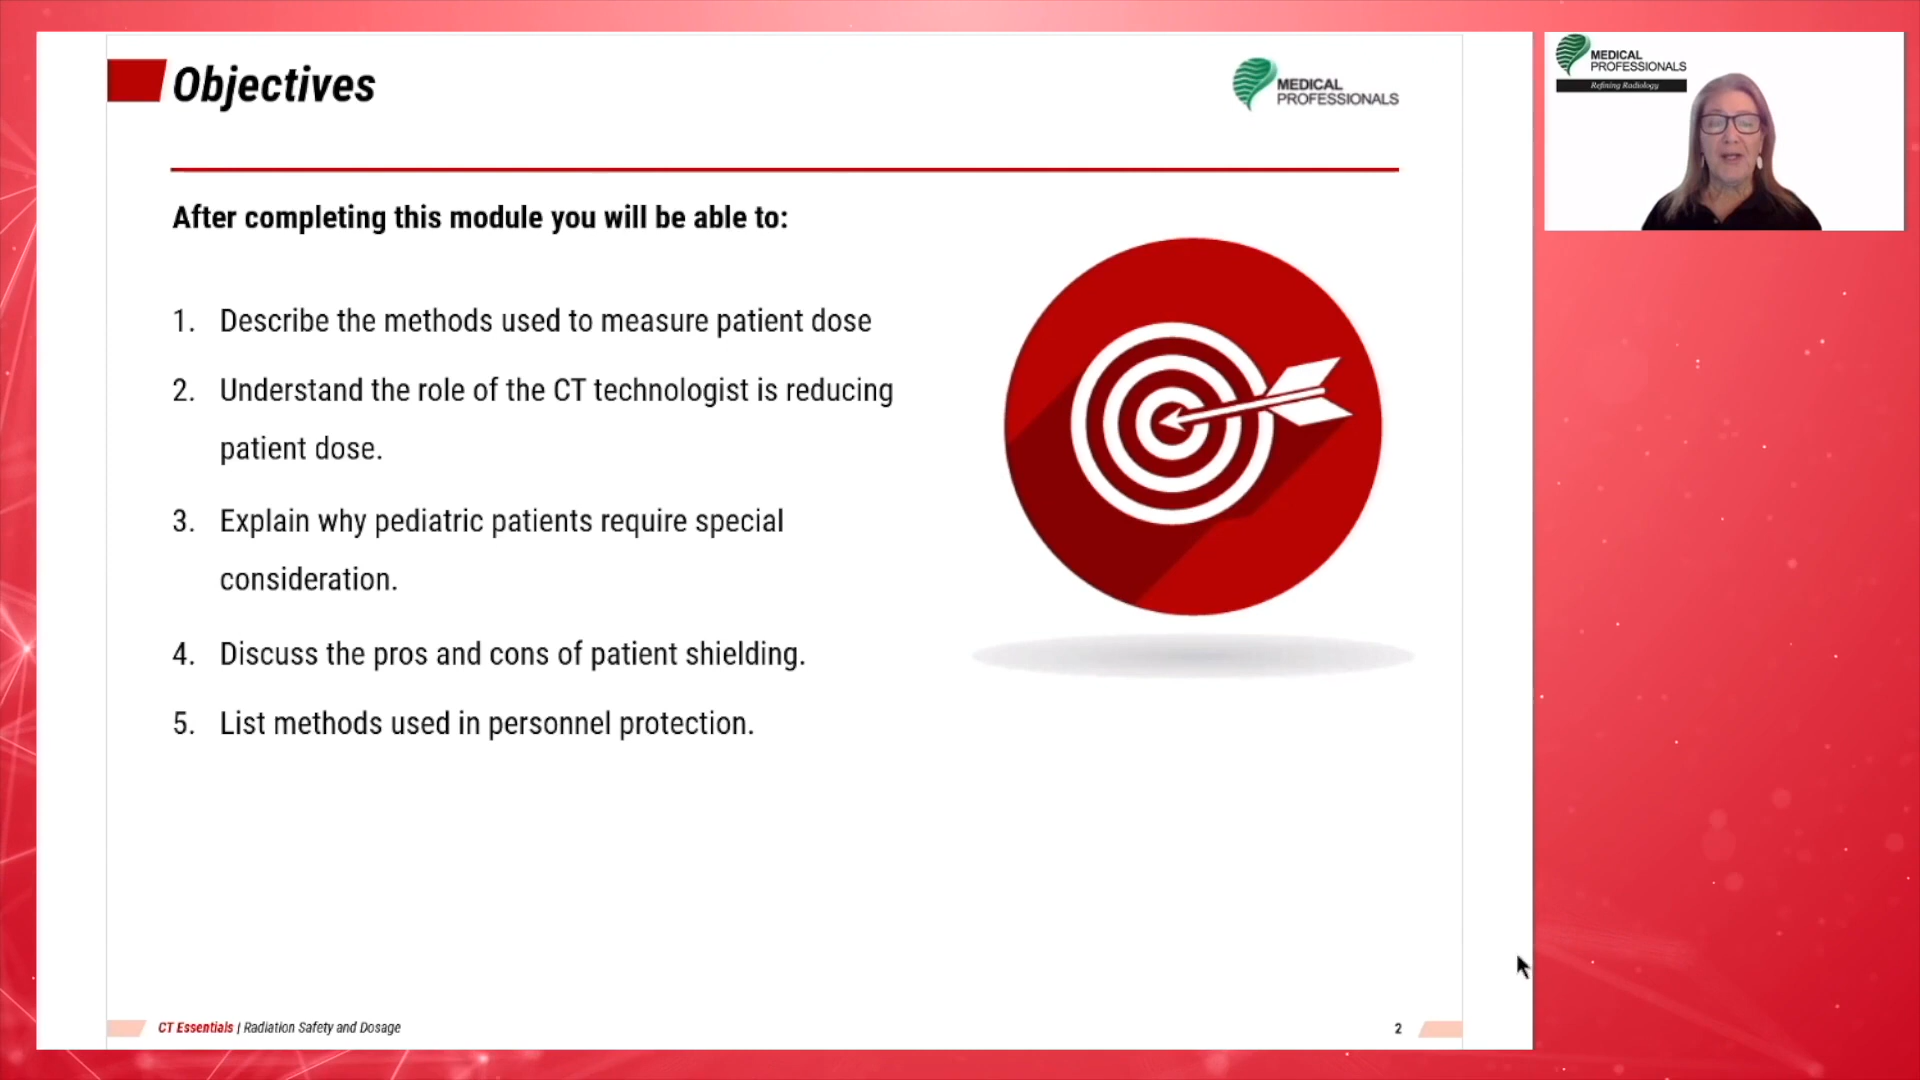 Objectives
MEDICAL
PROFESSIONALS
After completing this module you will be able to:
1. Describe the methods used to measure patient dose
2. Understand the role of the CT technologist is reducing
patient dose.
3. Explain why pediatric patients require special
consideration.
4. Discuss the pros and cons of patient shielding.
5. List methods used in personnel protection.
CT Essentials | Radiation Safety and Dosage
2
MEDICAL
PROFESSIONALS
Refining Radiology